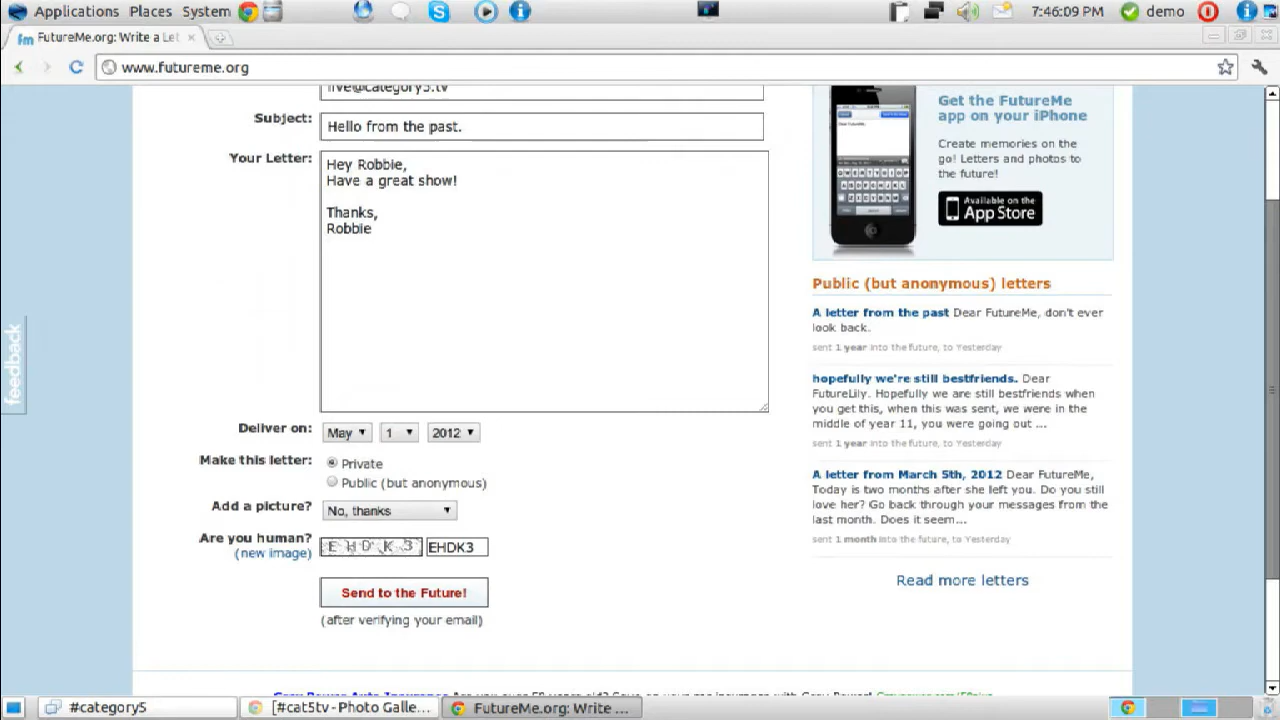 Applications Places System
7:46:09 PM demo
FutureMe.org: Write a Let
www.futureme.org
live@category5.tv
Subject: Hello from the past.
Your Letter: Hey Robbie,
Have a great show!
Thanks,
Robbie
Deliver on: May 1 2012
Make this letter: Private
Public (but anonymous)
Add a picture? No, thanks
Are you human? E H D K 3 EHDK3
(new image)
Send to the Future!
(after verifying your email)
feedback
Get the FutureMe
app on your iPhone
Create memories on the
go! Letters and photos to
the future!
Available on the
App Store
Public (but anonymous) letters
A letter from the past Dear FutureMe, don't ever
look back.
sent 1 year into the future, to Yesterday
hopefully we're still bestfriends. Dear
FutureLily. Hopefully we are still bestfriends when
you get this, when this was sent, we were in the
middle of year 11, you were going out ...
sent 1 year into the future, to Yesterday
A letter from March 5th, 2012 Dear FutureMe,
Today is two months after she left you. Do you still
love her? Go back through your messages from the
last month. Does it seem...
sent 1 month into the future, to Yesterday
Read more letters
#category5
[#cat5tv - Photo Galle...
FutureMe.org: Write ...